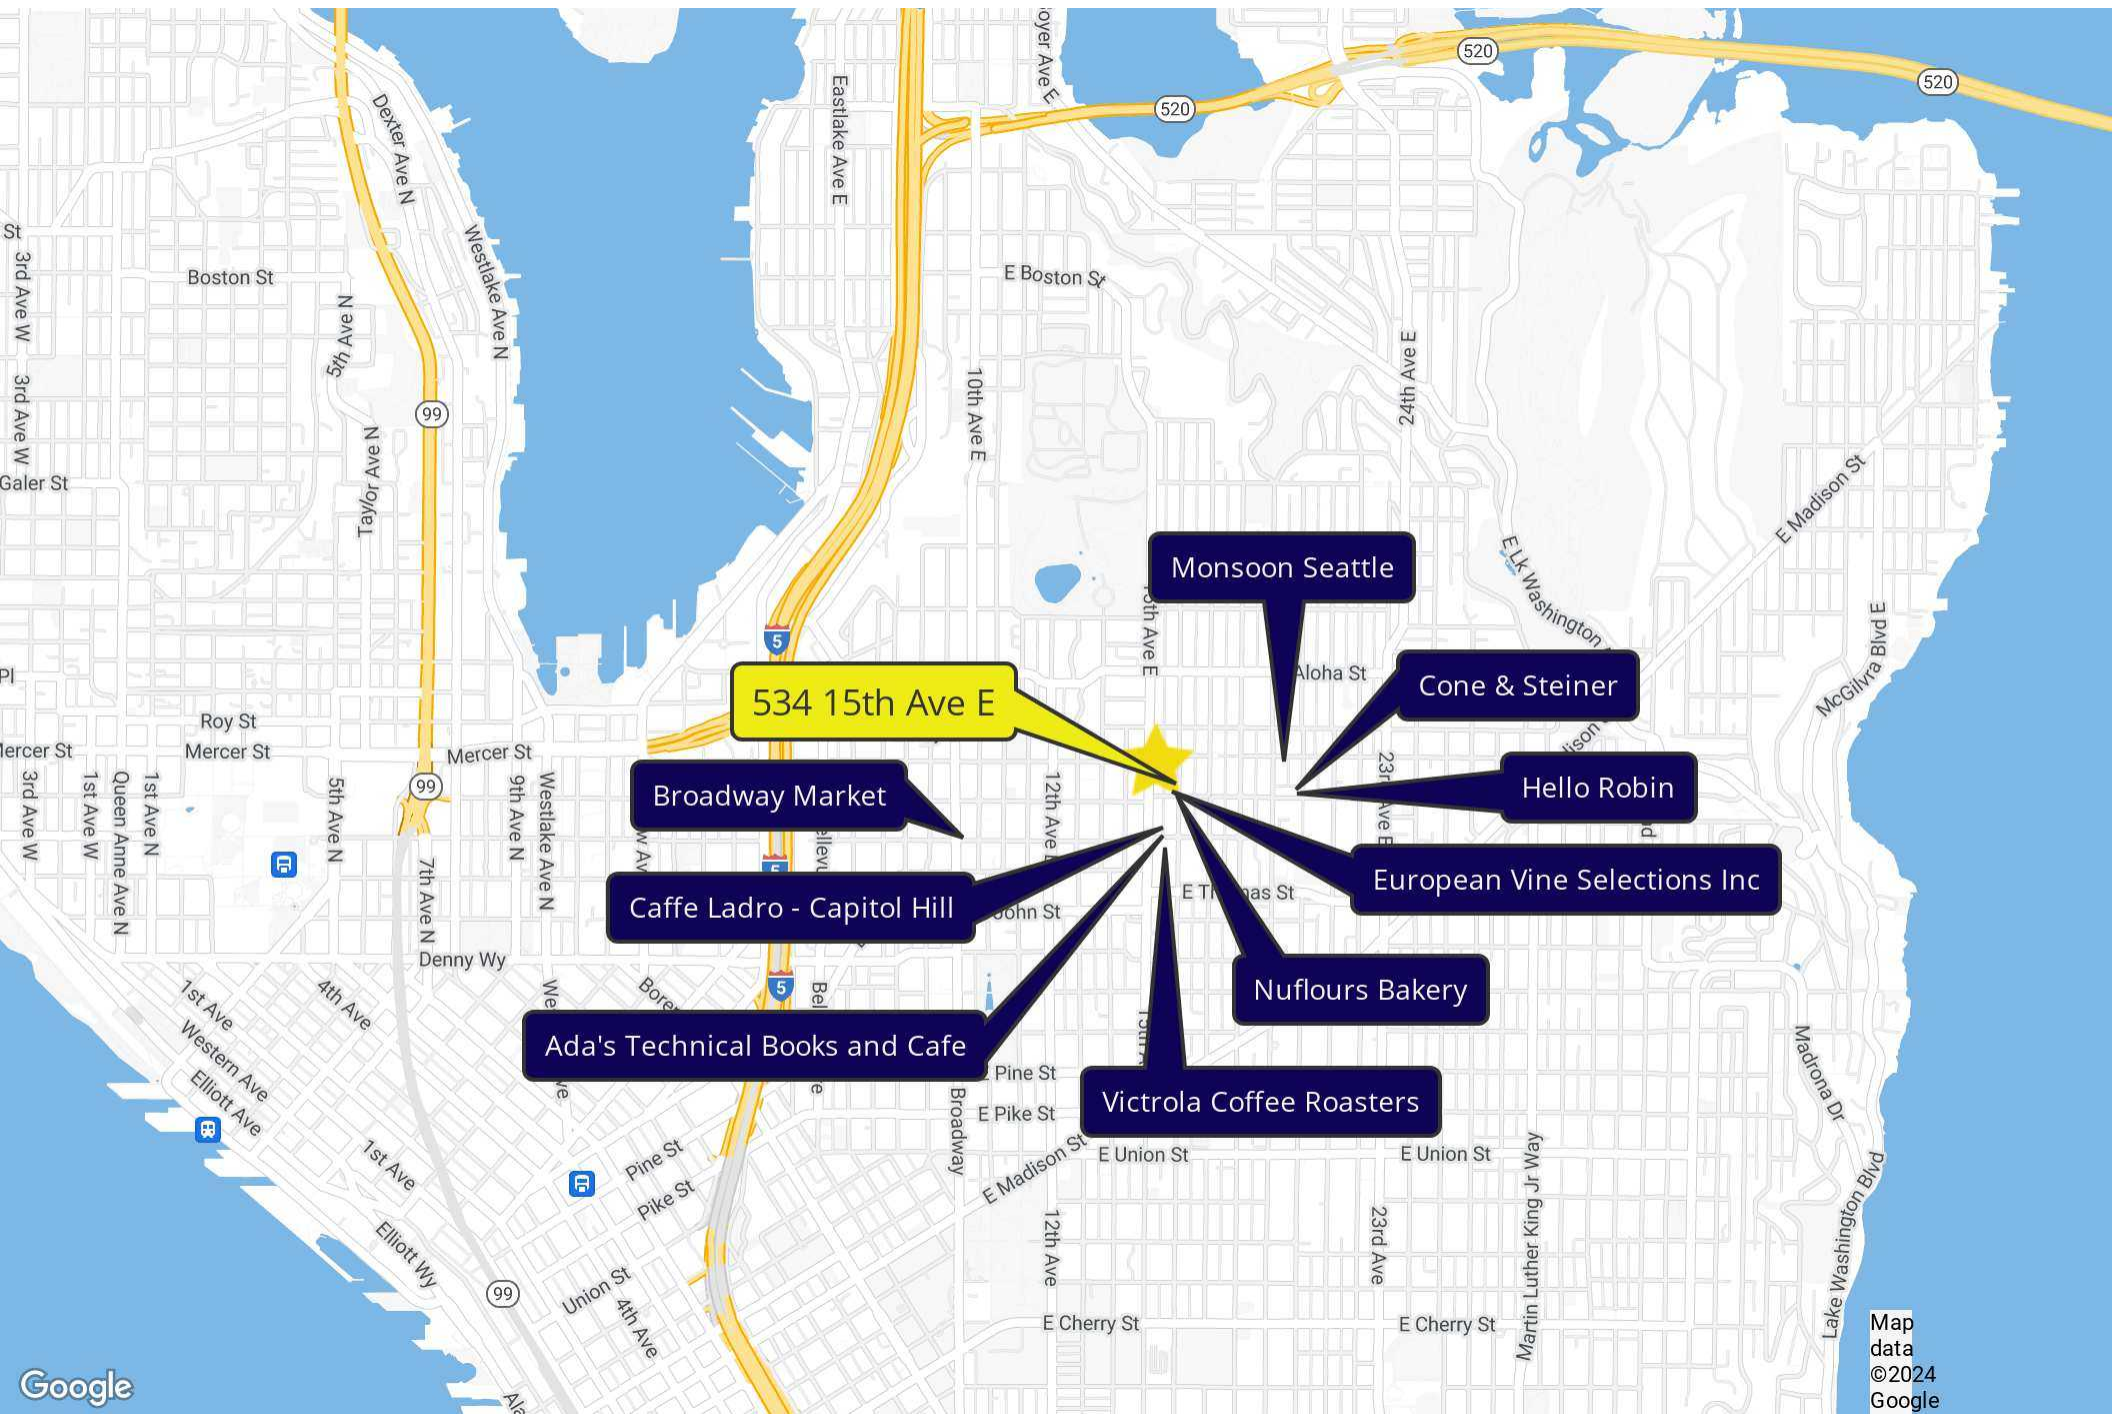 520
520
520
Eastlake Ave E
Dexter Ave N
Westlake Ave N
St
3rd Ave W
Boston St
E Boston St
5th Ave N
24th Ave E
10th Ave E
3rd Ave W
99
Taylor Ave N
Galer St
E Madison St
Monsoon Seattle
5
Aloha St
Cone & Steiner
534 15th Ave E
McGilvra Blvd E
Pl
Roy St
Mercer St
Mercer St
Hello Robin
Broadway Market
99
3rd Ave W
1st Ave W
Queen Anne Ave N
1st Ave N
5th Ave N
9th Ave N
Westlake Ave N
12th Ave
7th Ave N
European Vine Selections Inc
Caffe Ladro - Capitol Hill
Denny Wy
5
Nuflours Bakery
1st Ave
4th Ave
Western Ave
Elliott Ave
Ada's Technical Books and Cafe
E Pine St
Madrona Dr
Victrola Coffee Roasters
E Pike St
Broadway
E Madison St
E Union St
E Union St
Pine St
Pike St
1st Ave
Martin Luther King Jr Way
Lake Washington Blvd
12th Ave
23rd Ave
Elliott Wy
99
Union St
4th Ave
E Cherry St
E Cherry St
Map
data
©2024
Google
Google